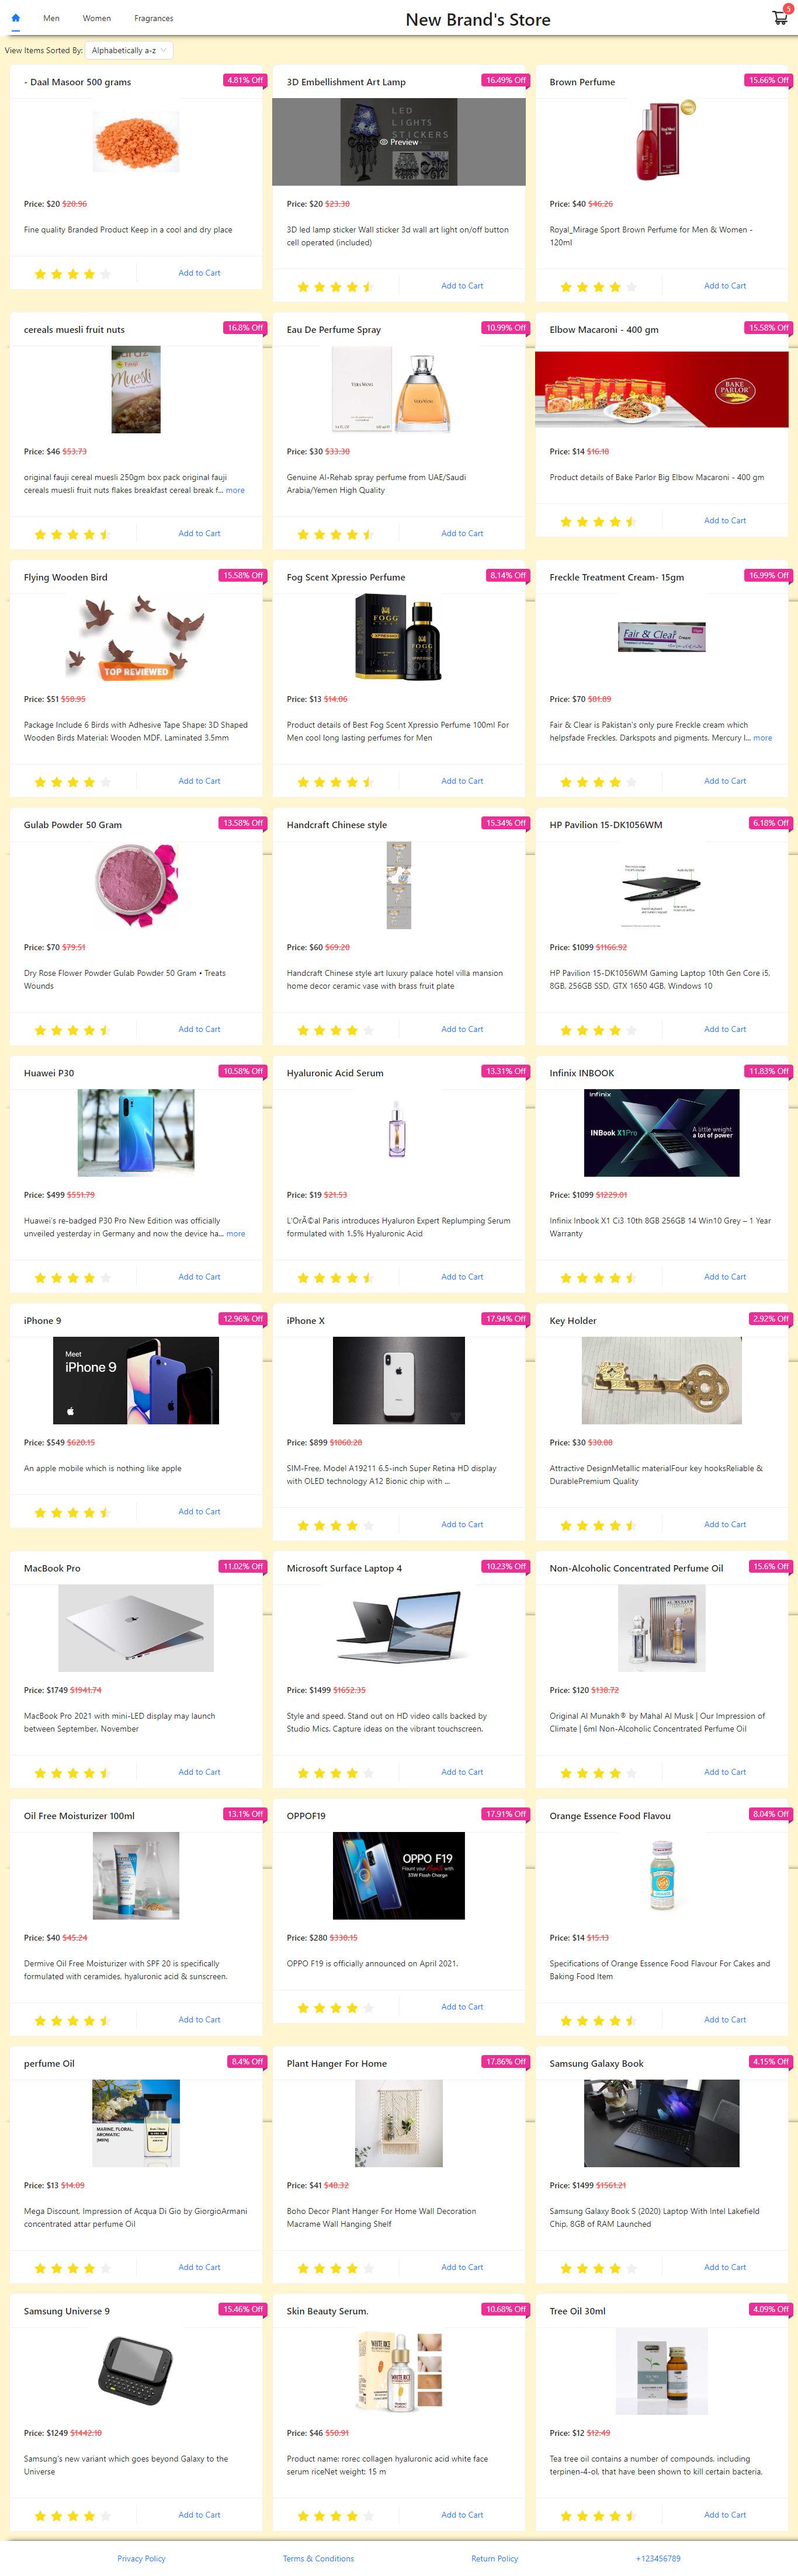 Men Women Fragrances New Brand's Store 5
View Items Sorted By: Alphabetically a-z
- Daal Masoor 500 grams
4.81% Off
Price: $20 $20.96
Fine quality Branded Product Keep in a cool and dry place
Add to Cart
3D Embellishment Art Lamp
16.49% Off
LED
LIGHTS
STICKERS
Preview
Price: $20 $23.30
3D led lamp sticker Wall sticker 3d wall art light on/off button
cell operated (included)
Add to Cart
Brown Perfume
15.66% Off
Price: $40 $46.26
Royal_Mirage Sport Brown Perfume for Men & Women -
120ml
Add to Cart
cereals muesli fruit nuts
16.8% Off
Muesli
Price: $46 $53.73
original fauji cereal muesli 250gm box pack original fauji
cereals muesli fruit nuts flakes breakfast cereal break f... more
Add to Cart
Eau De Perfume Spray
10.99% Off
VERA WANG
Price: $30 $33.30
Genuine Al-Rehab spray perfume from UAE/Saudi
Arabia/Yemen High Quality
Add to Cart
Elbow Macaroni - 400 gm
15.58% Off
BAKE
PARLOR
Price: $14 $16.18
Product details of Bake Parlor Big Elbow Macaroni - 400 gm
Add to Cart
Flying Wooden Bird
15.58% Off
TOP REVIEWED
Price: $51 $58.95
Package Include 6 Birds with Adhesive Tape Shape: 3D Shaped
Wooden Birds Material: Wooden MDF, Laminated 3.5mm
Add to Cart
Fog Scent Xpressio Perfume
8.14% Off
FOGG
FOGG
Price: $13 $14.06
Product details of Best Fog Scent Xpressio Perfume 100ml For
Men cool long lasting perfumes for Men
Add to Cart
Freckle Treatment Cream- 15gm
16.99% Off
Fair & Clear
Cream
Price: $70 $81.89
Fair & Clear is Pakistan's only pure Freckle cream which
helpsfade Freckles, Darkspots and pigments. Mercury l... more
Add to Cart
Gulab Powder 50 Gram
13.58% Off
Price: $70 $79.51
Dry Rose Flower Powder Gulab Powder 50 Gram • Treats
Wounds
Add to Cart
Handcraft Chinese style
15.34% Off
Price: $60 $69.20
Handcraft Chinese style art luxury palace hotel villa mansion
home decor ceramic vase with brass fruit plate
Add to Cart
HP Pavilion 15-DK1056WM
6.18% Off
Price: $1099 $1166.92
HP Pavilion 15-DK1056WM Gaming Laptop 10th Gen Core i5,
8GB, 256GB SSD, GTX 1650 4GB, Windows 10
Add to Cart
Huawei P30
10.58% Off
Price: $499 $551.79
Huawei's re-badged P30 Pro New Edition was officially
unveiled yesterday in Germany and now the device ha... more
Add to Cart
Hyaluronic Acid Serum
13.31% Off
Price: $19 $21.53
L'OrÃ©al Paris introduces Hyaluron Expert Replumping Serum
formulated with 1.5% Hyaluronic Acid
Add to Cart
Infinix INBOOK
11.83% Off
Infinix
INBook X1Pro
A little weight
a lot of power
Price: $1099 $1229.01
Infinix Inbook X1 Ci3 10th 8GB 256GB 14 Win10 Grey – 1 Year
Warranty
Add to Cart
iPhone 9
12.96% Off
Meet
iPhone 9
Price: $549 $620.15
An apple mobile which is nothing like apple
Add to Cart
iPhone X
17.94% Off
Price: $899 $1060.28
SIM-Free, Model A19211 6.5-inch Super Retina HD display
with OLED technology A12 Bionic chip with ...
Add to Cart
Key Holder
2.92% Off
Price: $30 $30.88
Attractive DesignMetallic materialFour key hooksReliable &
DurablePremium Quality
Add to Cart
MacBook Pro
11.02% Off
Price: $1749 $1941.74
MacBook Pro 2021 with mini-LED display may launch
between September, November
Add to Cart
Microsoft Surface Laptop 4
10.23% Off
Price: $1499 $1652.35
Style and speed. Stand out on HD video calls backed by
Studio Mics. Capture ideas on the vibrant touchscreen.
Add to Cart
Non-Alcoholic Concentrated Perfume Oil
15.6% Off
Price: $120 $138.72
Original Al Munakh® by Mahal Al Musk | Our Impression of
Climate | 6ml Non-Alcoholic Concentrated Perfume Oil
Add to Cart
Oil Free Moisturizer 100ml
13.1% Off
Price: $40 $45.24
Dermive Oil Free Moisturizer with SPF 20 is specifically
formulated with ceramides, hyaluronic acid & sunscreen.
Add to Cart
OPPOF19
17.91% Off
OPPO F19
Flaunt your Nights with
33W Flash Charge
Price: $280 $330.15
OPPO F19 is officially announced on April 2021.
Add to Cart
Orange Essence Food Flavou
8.04% Off
Price: $14 $15.13
Specifications of Orange Essence Food Flavour For Cakes and
Baking Food Item
Add to Cart
perfume Oil
8.4% Off
MARINE, FLORAL,
AROMATIC
(MEN)
Price: $13 $14.09
Mega Discount, Impression of Acqua Di Gio by GiorgioArmani
concentrated attar perfume Oil
Add to Cart
Plant Hanger For Home
17.86% Off
Price: $41 $48.32
Boho Decor Plant Hanger For Home Wall Decoration
Macrame Wall Hanging Shelf
Add to Cart
Samsung Galaxy Book
4.15% Off
Price: $1499 $1561.21
Samsung Galaxy Book S (2020) Laptop With Intel Lakefield
Chip, 8GB of RAM Launched
Add to Cart
Samsung Universe 9
15.46% Off
Price: $1249 $1442.10
Samsung's new variant which goes beyond Galaxy to the
Universe
Add to Cart
Skin Beauty Serum.
10.68% Off
WHITE RICE
Price: $46 $50.91
Product name: rorec collagen hyaluronic acid white face
serum riceNet weight: 15 m
Add to Cart
Tree Oil 30ml
4.09% Off
Price: $12 $12.49
Tea tree oil contains a number of compounds, including
terpinen-4-ol, that have been shown to kill certain bacteria,
Add to Cart
Privacy Policy Terms & Conditions Return Policy +123456789